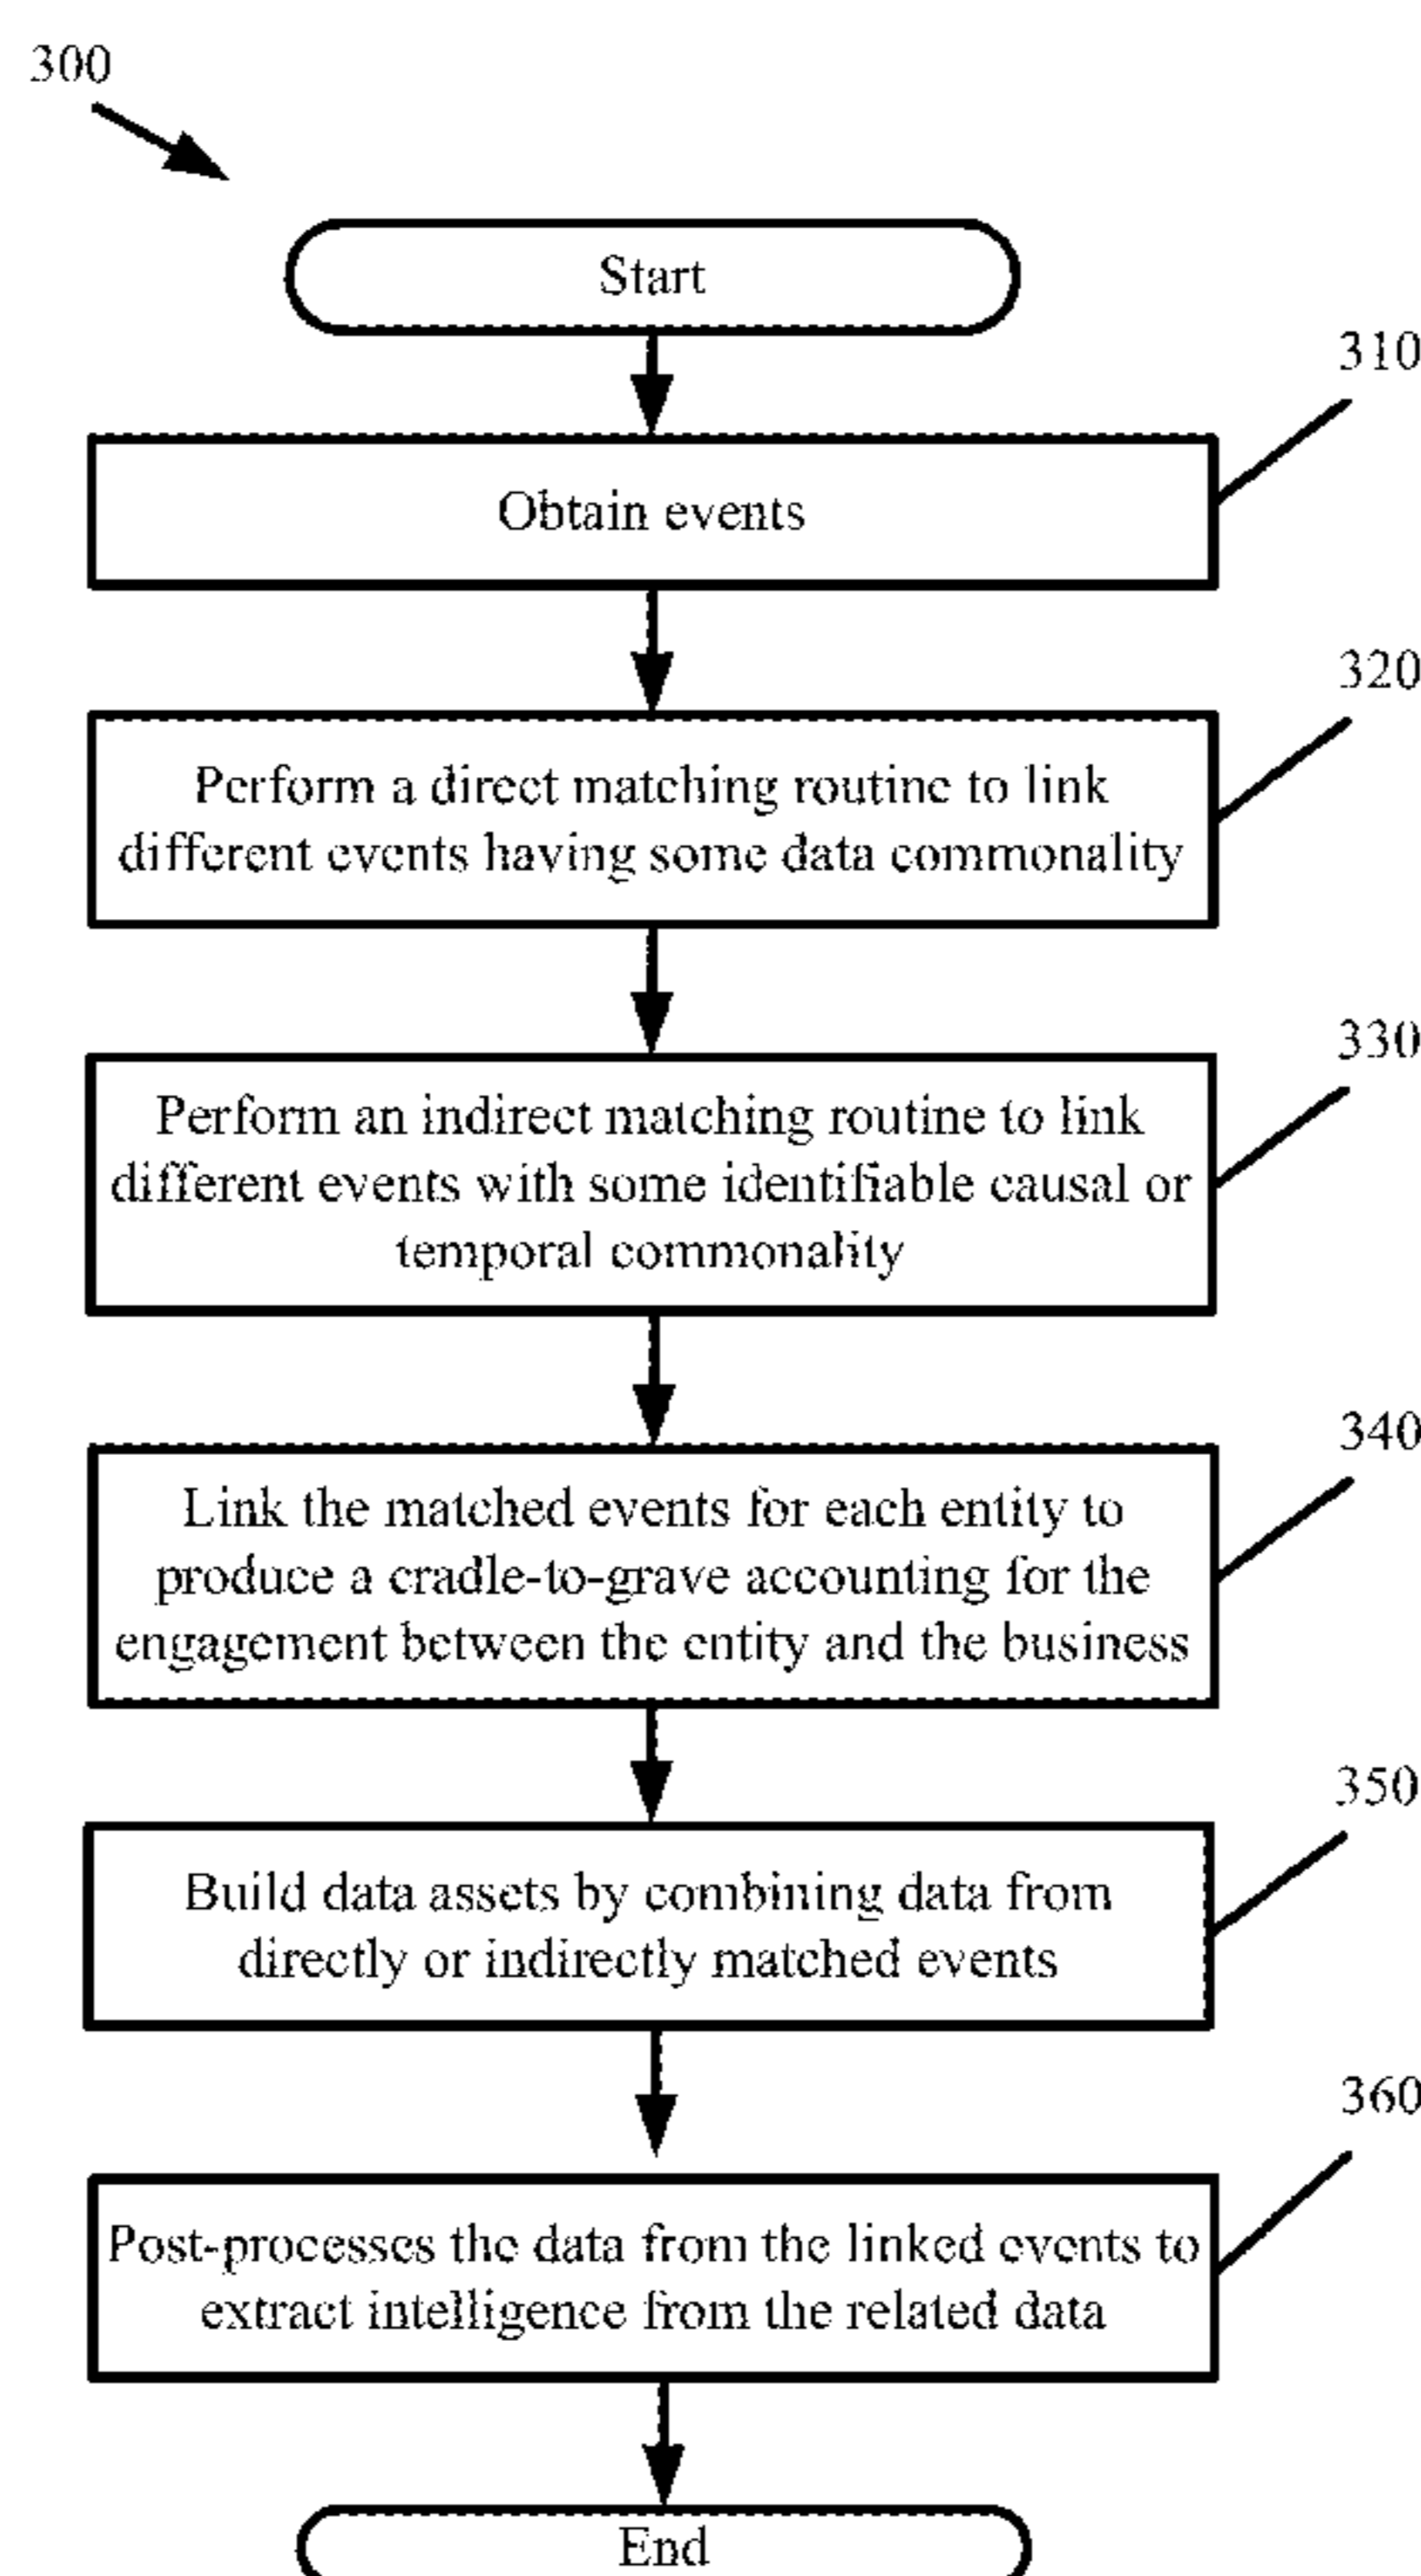 300
Start
310
Obtain events
320
Perform a direct matching routine to link
different events having some data commonality
330
Perform an indirect matching routine to link
different events with some identifiable causal or
temporal commonality
340
Link the matched events for each entity to
produce a cradle-to-grave accounting for the
engagement between the entity and the business
350
Build data assets by combining data from
directly or indirectly matched events
360
Post-processes the data from the linked events to
extract intelligence from the related data
End